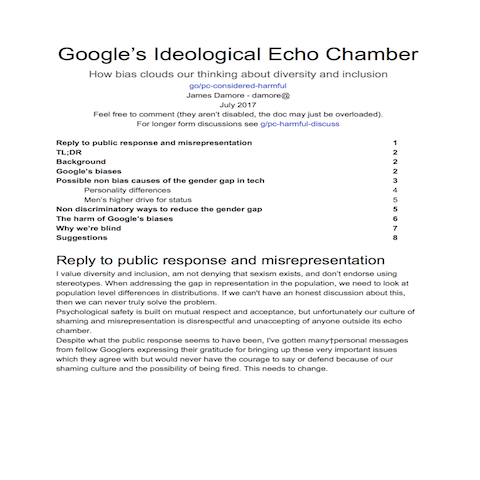 Google's Ideological Echo Chamber
How bias clouds our thinking about diversity and inclusion
go/pc-considered-harmful
James Damore - damore@
July 2017
Feel free to comment (they aren't disabled, the doc may just be overloaded).
For longer form discussions see g/pc-harmful-discuss
Reply to public response and misrepresentation 1
TL;DR 2
Background 2
Google's biases 2
Possible non bias causes of the gender gap in tech 3
Personality differences 4
Men's higher drive for status 5
Non discriminatory ways to reduce the gender gap 5
The harm of Google's biases 6
Why we're blind 7
Suggestions 8
Reply to public response and misrepresentation
I value diversity and inclusion, am not denying that sexism exists, and don't endorse using
stereotypes. When addressing the gap in representation in the population, we need to look at
population level differences in distributions. If we can't have an honest discussion about this,
then we can never truly solve the problem.
Psychological safety is built on mutual respect and acceptance, but unfortunately our culture of
shaming and misrepresentation is disrespectful and unaccepting of anyone outside its echo
chamber.
Despite what the public response seems to have been, I've gotten many†personal messages
from fellow Googlers expressing their gratitude for bringing up these very important issues
which they agree with but would never have the courage to say or defend because of our
shaming culture and the possibility of being fired. This needs to change.